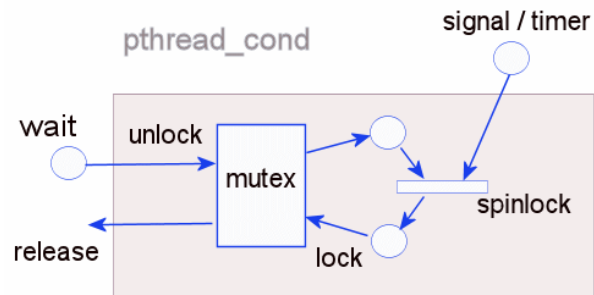 signal / timer
pthread_cond
wait
unlock
mutex
spinlock
release
lock